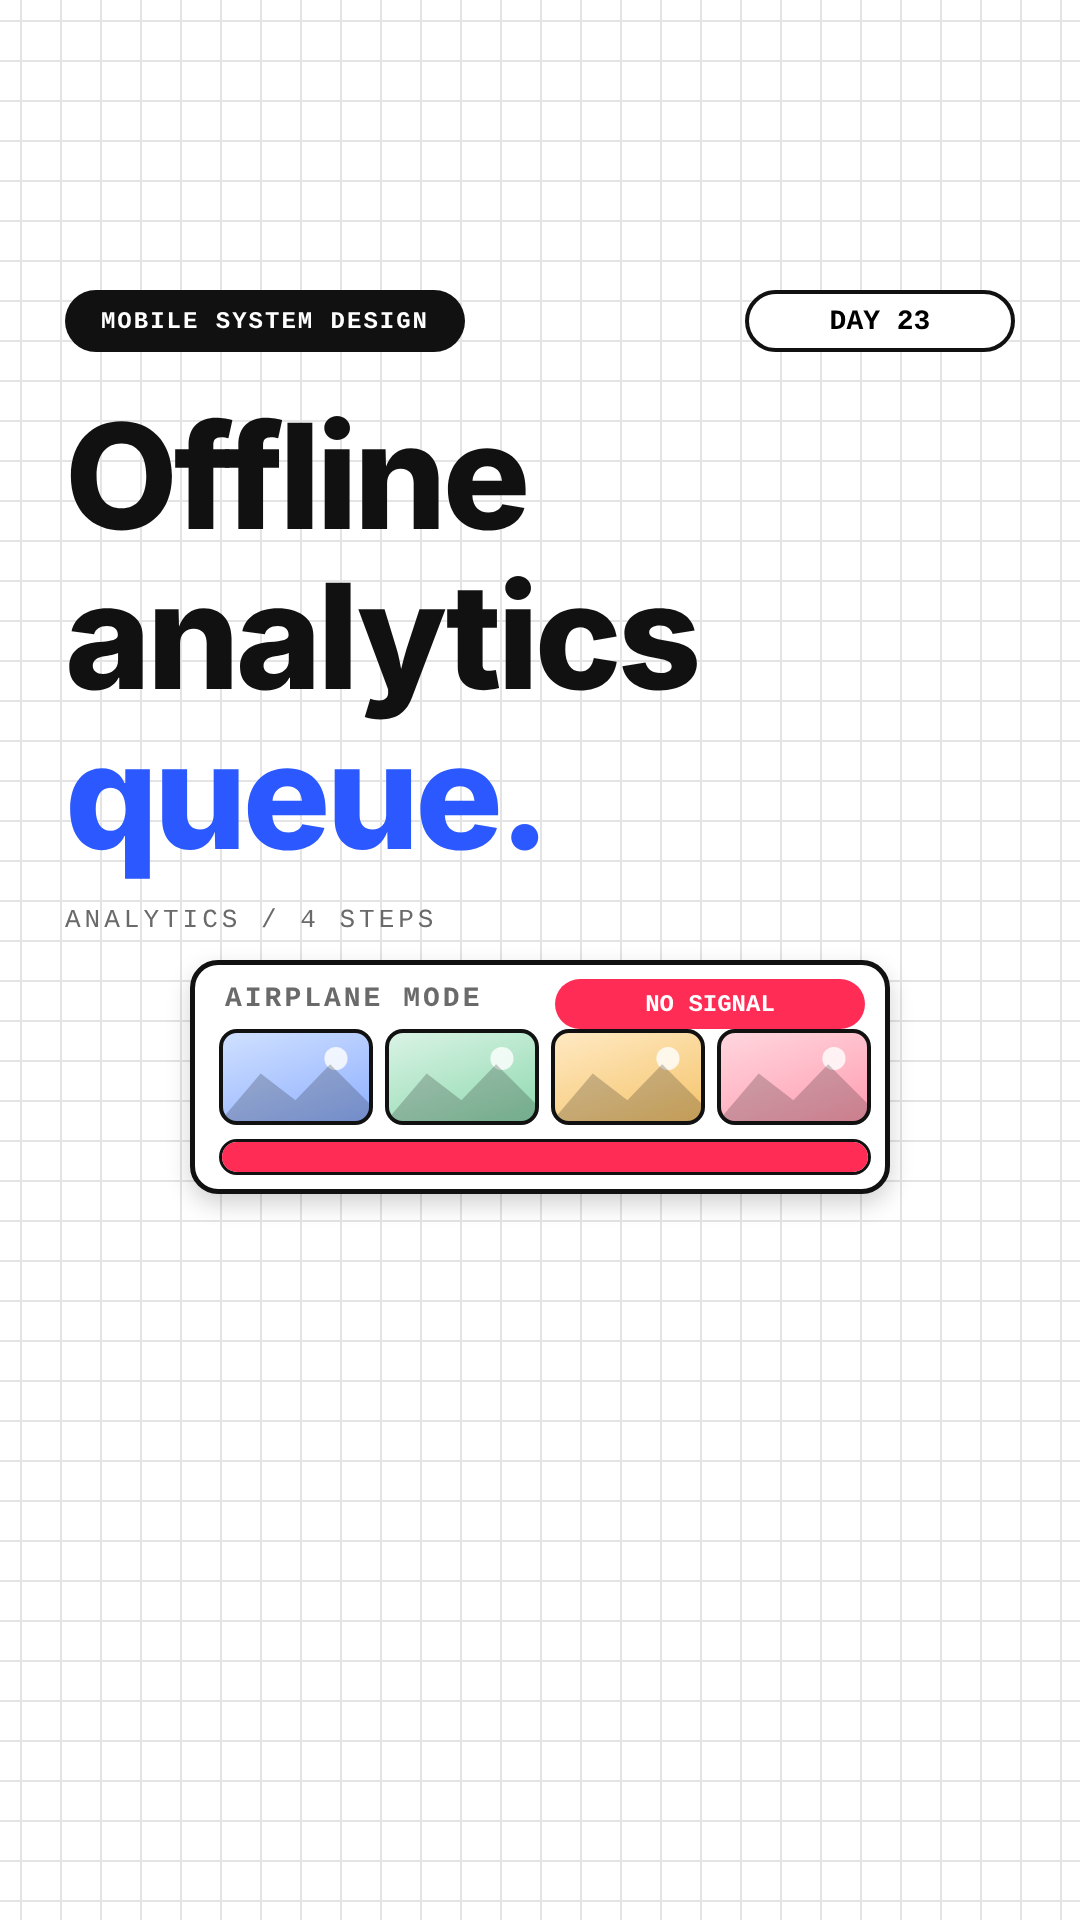 MOBILE SYSTEM DESIGN
DAY 23
Offline
analytics
queue.
ANALYTICS / 4 STEPS
AIRPLANE MODE
NO SIGNAL